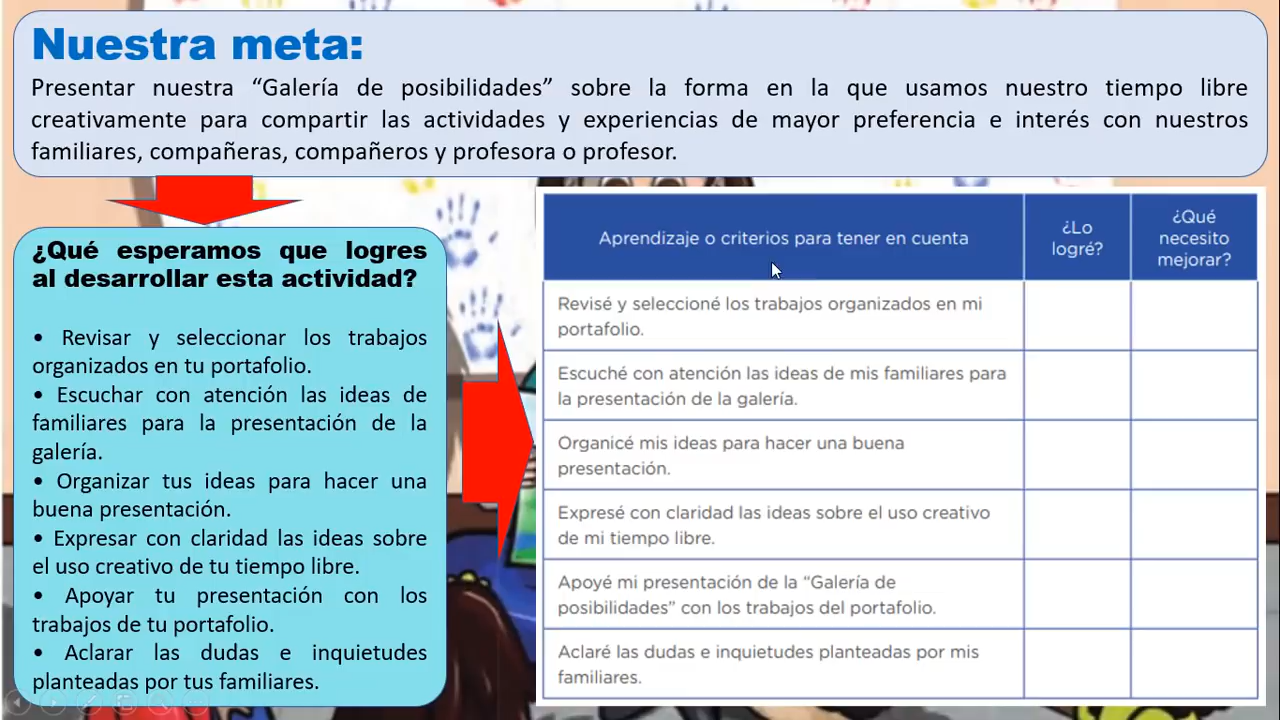 Nuestra meta:
Presentar nuestra “Galería de posibilidades” sobre la forma en la que usamos nuestro tiempo libre
creativamente para compartir las actividades y experiencias de mayor preferencia e interés con nuestros
familiares, compañeras, compañeros y profesora o profesor.
¿Qué esperamos que logres
al desarrollar esta actividad?
• Revisar y seleccionar los trabajos
organizados en tu portafolio.
• Escuchar con atención las ideas de
familiares para la presentación de la
galería.
• Organizar tus ideas para hacer una
buena presentación.
• Expresar con claridad las ideas sobre
el uso creativo de tu tiempo libre.
• Apoyar tu presentación con los
trabajos de tu portafolio.
• Aclarar las dudas e inquietudes
planteadas por tus familiares.
Aprendizaje o criterios para tener en cuenta
¿Lo
logré?
¿Qué
necesito
mejorar?
Revisé y seleccioné los trabajos organizados en mi
portafolio.
Escuché con atención las ideas de mis familiares para
la presentación de la galería.
Organicé mis ideas para hacer una buena
presentación.
Expresé con claridad las ideas sobre el uso creativo
de mi tiempo libre.
Apoyé mi presentación de la “Galería de
posibilidades” con los trabajos del portafolio.
Aclaré las dudas e inquietudes planteadas por mis
familiares.